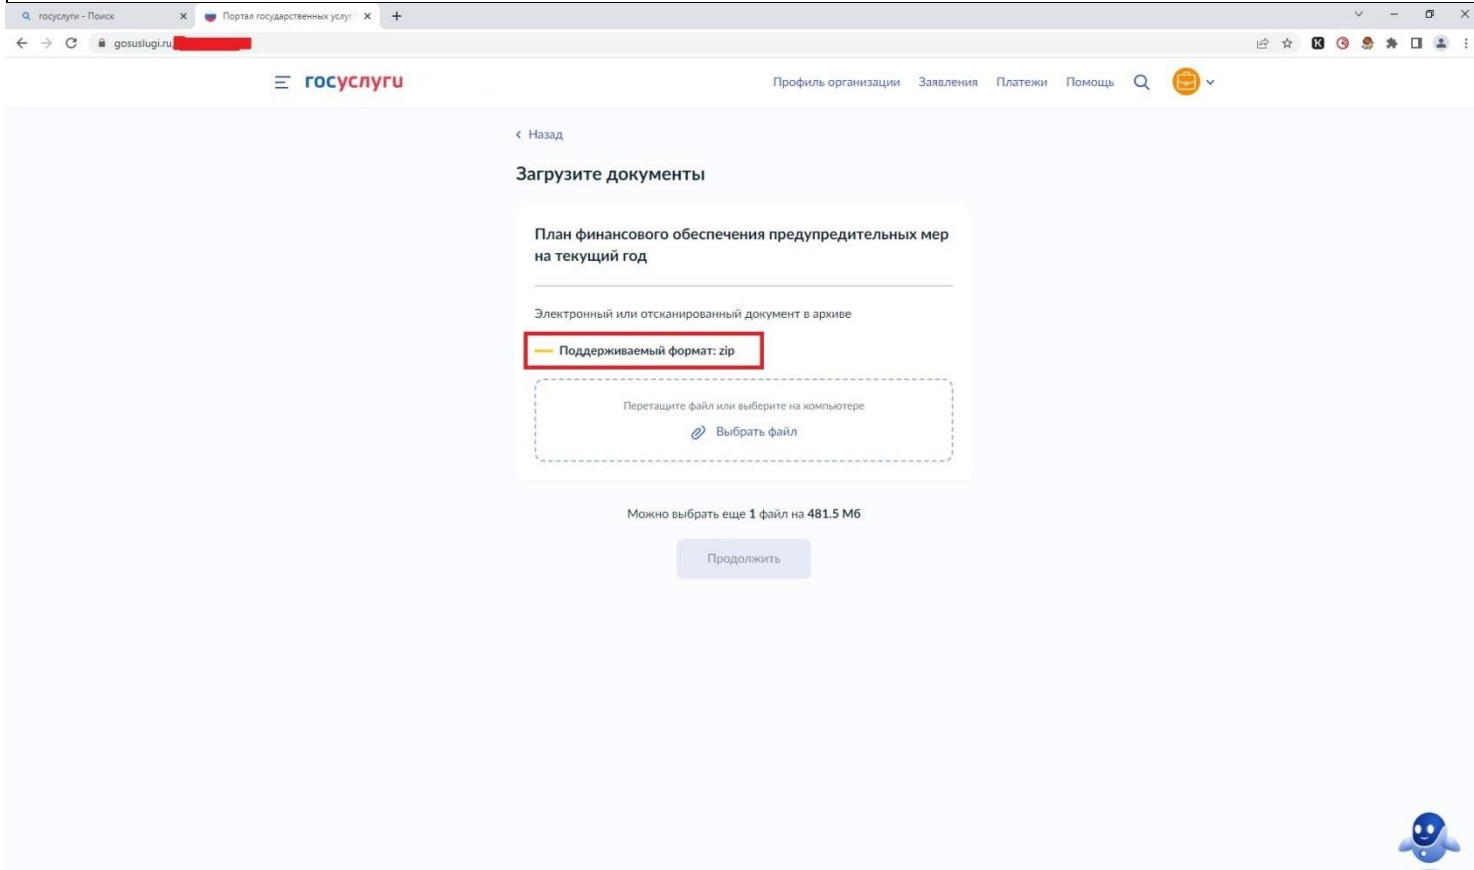 госуслуги - Поиск
Портал государственных услуг
gosuslugi.ru
госуслуги
Профиль организации Заявления Платежи Помощь
Назад
Загрузите документы
План финансового обеспечения предупредительных мер
на текущий год
Электронный или отсканированный документ в архиве
Поддерживаемый формат: zip
Перетащите файл или выберите на компьютере
Выбрать файл
Можно выбрать еще 1 файл на 481.5 Мб
Продолжить